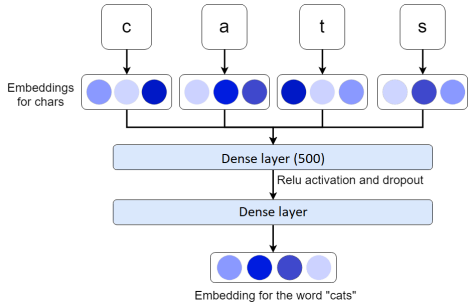 c a t s
Embeddings
for chars
Dense layer (500)
Relu activation and dropout
Dense layer
Embedding for the word "cats"